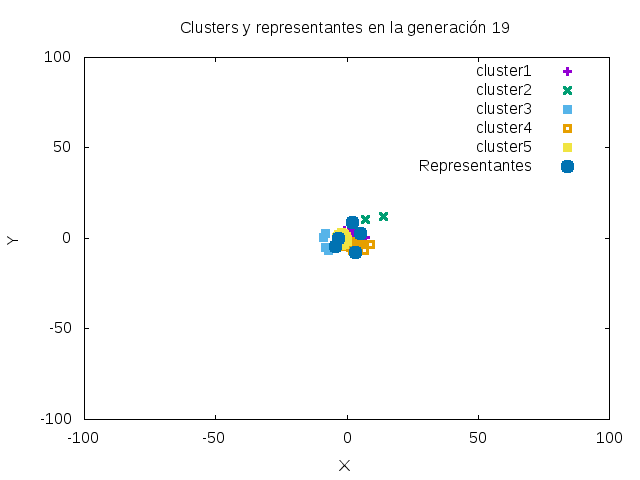 Clusters y representantes en la generación 19
100
50
0
-50
-100
-100
-50
0
50
100
X
Y
cluster1
cluster2
cluster3
cluster4
cluster5
Representantes